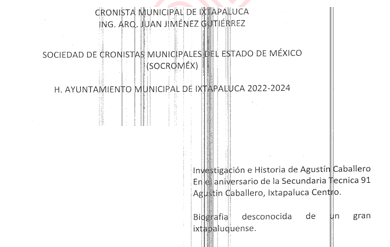 CRONISTA MUNICIPAL DE IXTAPALUCA
ING. ARQ. JUAN JIMÉNEZ GUTIÉRREZ
SOCIEDAD DE CRONISTAS MUNICIPALES DEL ESTADO DE MÉXICO
(SOCROMÉX)
H. AYUNTAMIENTO MUNICIPAL DE IXTAPALUCA 2022-2024
Investigación e Historia de Agustín Caballero
En el aniversario de la Secundaria Tecnica 91
Agustín Caballero, Ixtapaluca Centro.
Biografia desconocida de un gran
ixtapaluquense.